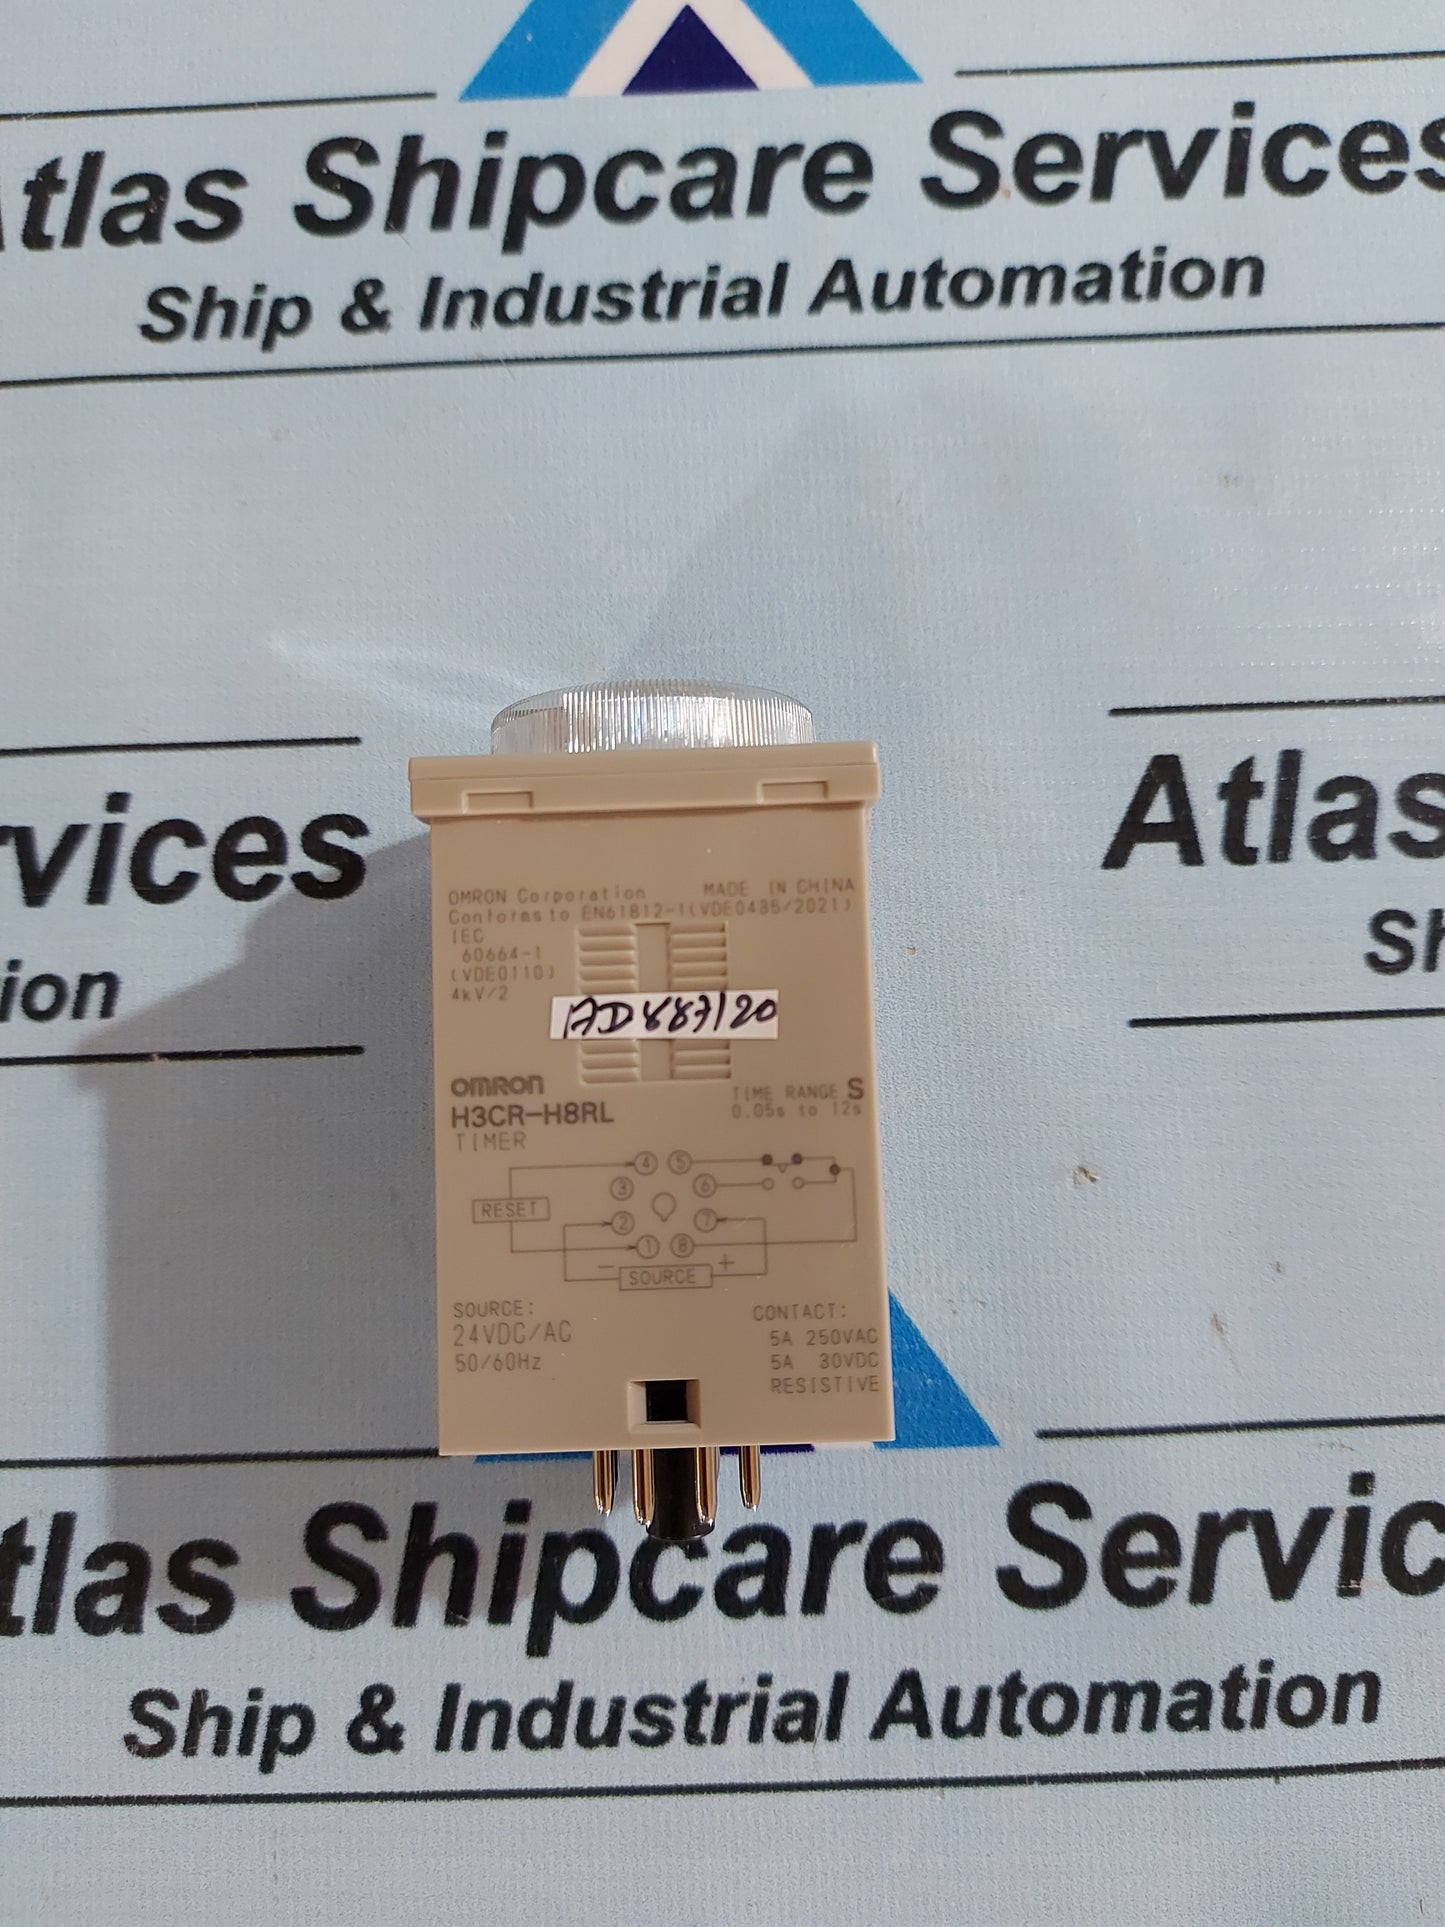 Atlas Shipcare Services
Ship & Industrial Automation
rvices
Atlas
ion
Sh
OMRON Corporation MADE IN CHINA
Conforms to EN61812-1(VDE0435/2021)
IEC
60664-1
(VDE0110)
4kV/2
AD887/20
OMRON
H3CR-H8RL
TIMER
TIME RANGE S
0.05s to 12s
4 5
3 6
RESET
2 7
1 8
- SOURCE +
SOURCE:
24VDC/AC
50/60Hz
CONTACT:
5A 250VAC
5A 30VDC
RESISTIVE
tlas Shipcare Servic
Ship & Industrial Automation